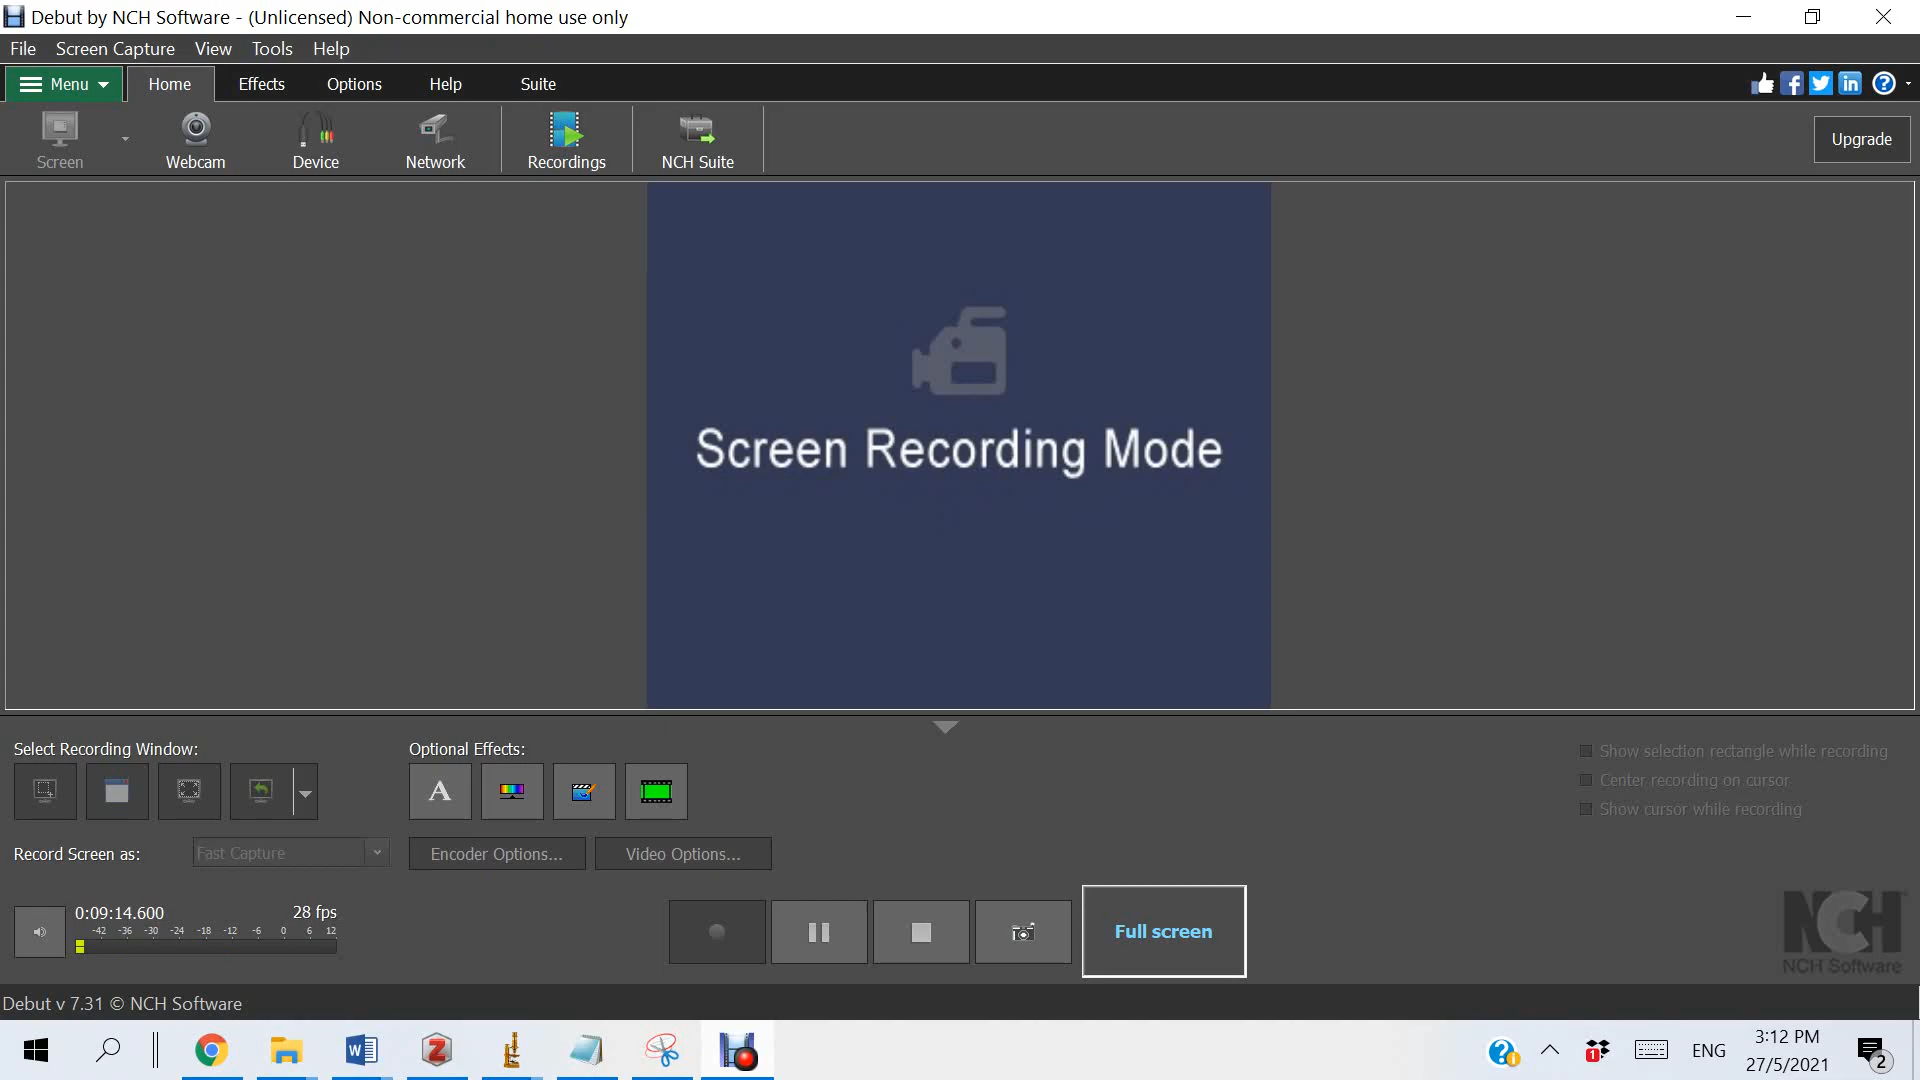 Debut by NCH Software - (Unlicensed) Non-commercial home use only
File Screen Capture View Tools Help
Menu Home Effects Options Help Suite
Screen Webcam Device Network Recordings NCH Suite Upgrade
Screen Recording Mode
Select Recording Window: Optional Effects:
Show selection rectangle while recording
Center recording on cursor
Show cursor while recording
A
Record Screen as: Fast Capture Encoder Options... Video Options...
0:09:14.600 28 fps
-42 -36 -30 -24 -18 -12 -6 0 6 12
Full screen
NCH
NCH Software
Debut v 7.31 © NCH Software
ENG
3:12 PM
27/5/2021
1
2